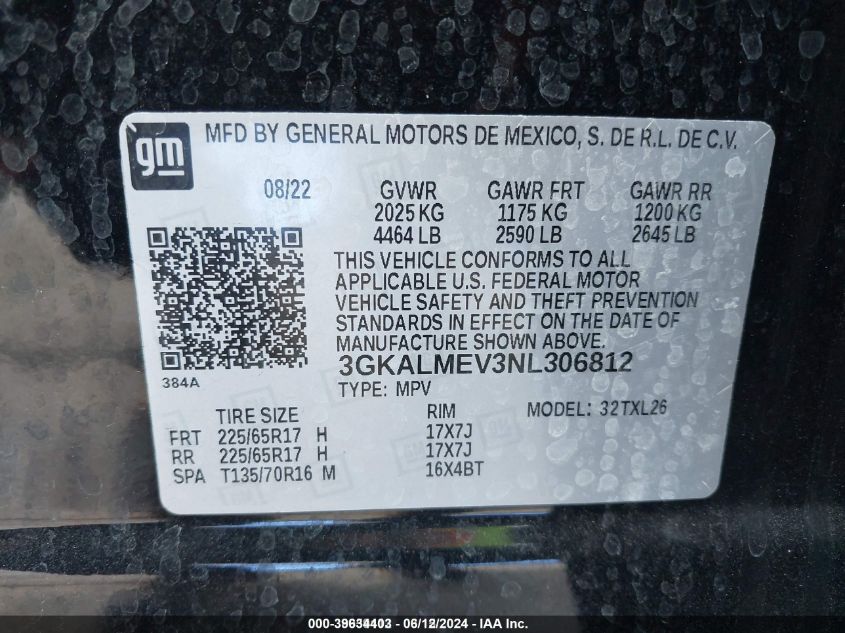 gm
MFD BY GENERAL MOTORS DE MEXICO, S. DE R.L. DE C.V.
08/22 GVWR GAWR FRT GAWR RR
2025 KG 1175 KG 1200 KG
4464 LB 2590 LB 2645 LB
THIS VEHICLE CONFORMS TO ALL
APPLICABLE U.S. FEDERAL MOTOR
VEHICLE SAFETY AND THEFT PREVENTION
STANDARDS IN EFFECT ON THE DATE OF
MANUFACTURE SHOWN ABOVE.
3GKALMEV3NL306812
384A
TYPE: MPV
TIRE SIZE RIM MODEL: 32TXL26
FRT 225/65R17 H 17X7J
RR 225/65R17 H 17X7J
SPA T135/70R16 M 16X4BT
000-39634403 - 06/12/2024 - IAA Inc.